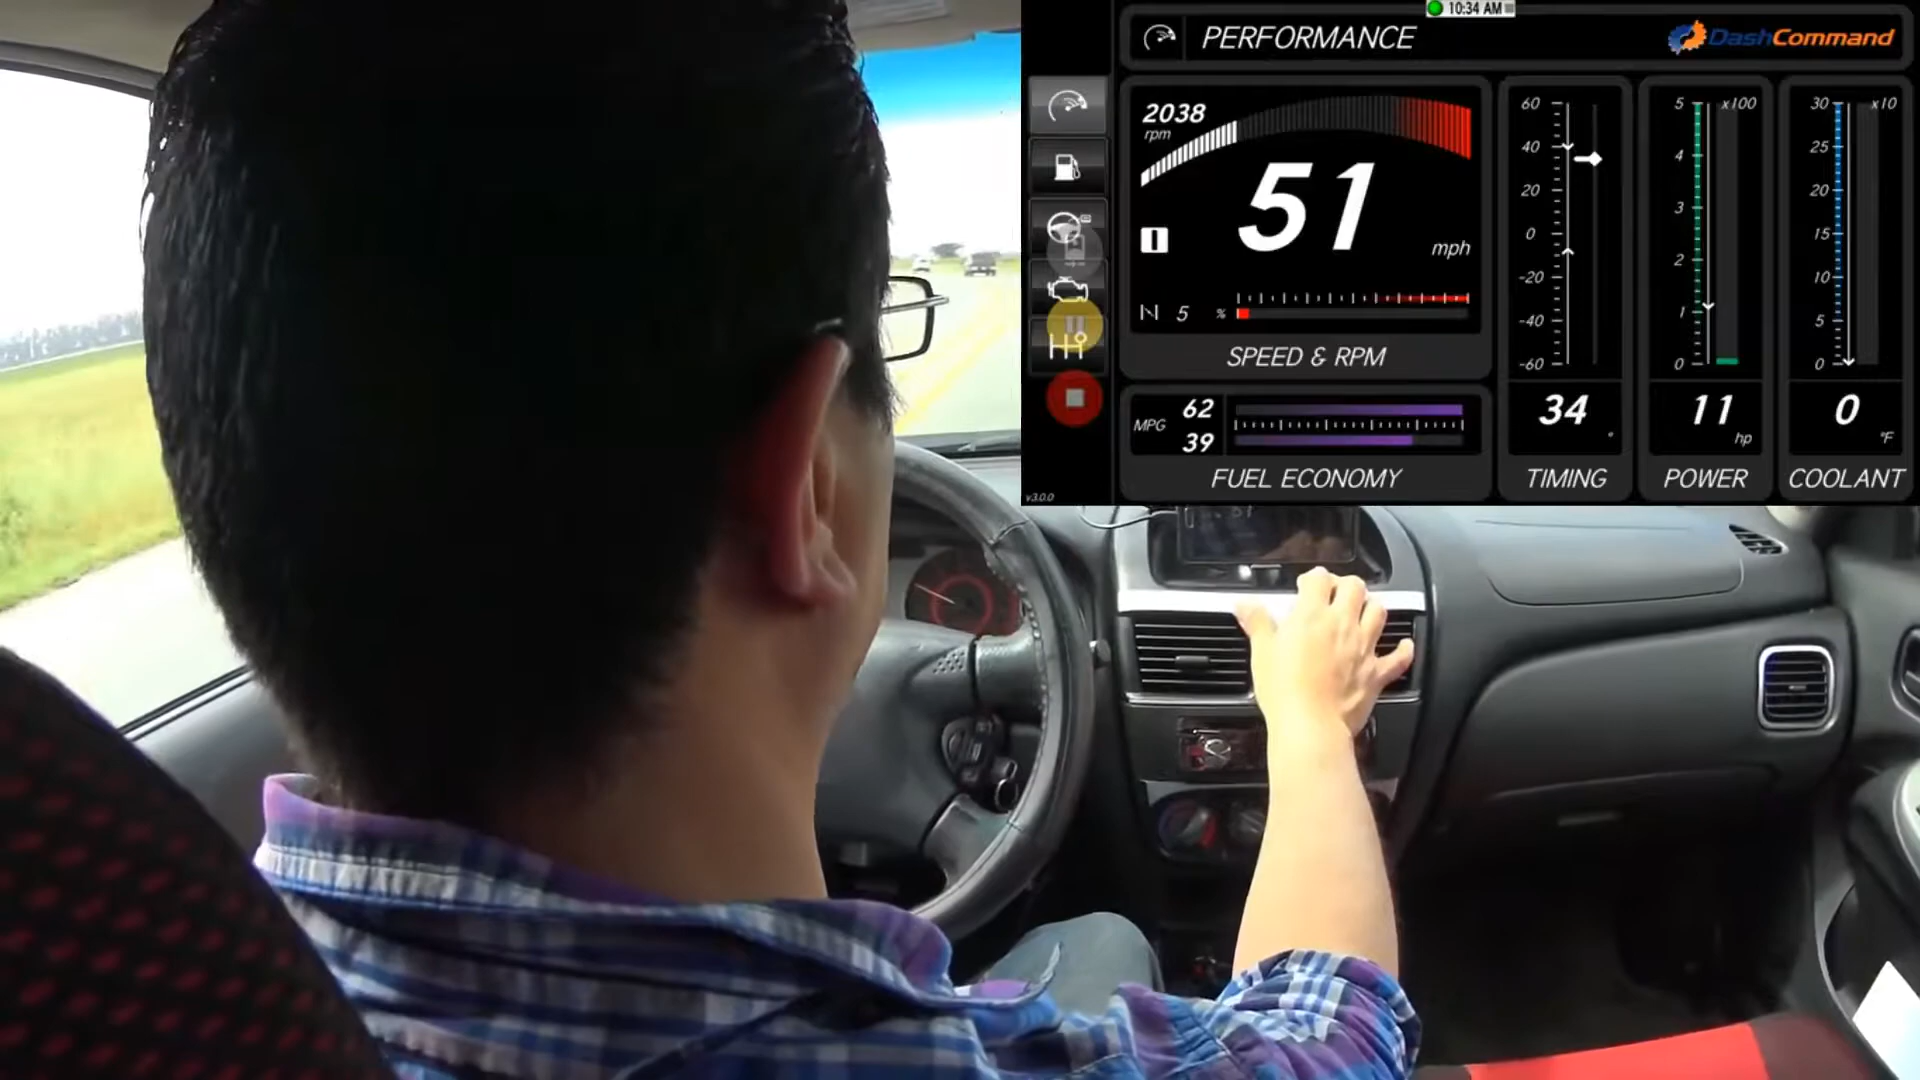 10:34 AM
PERFORMANCE
DashCommand
2038
rpm
51
mph
5 %
SPEED & RPM
MPG
62
39
FUEL ECONOMY
60
40
20
0
-20
-40
-60
34 °
TIMING
x100
5
4
3
2
1
0
11
hp
POWER
x10
30
25
20
15
10
5
0
0
°F
COOLANT
v3.0.0